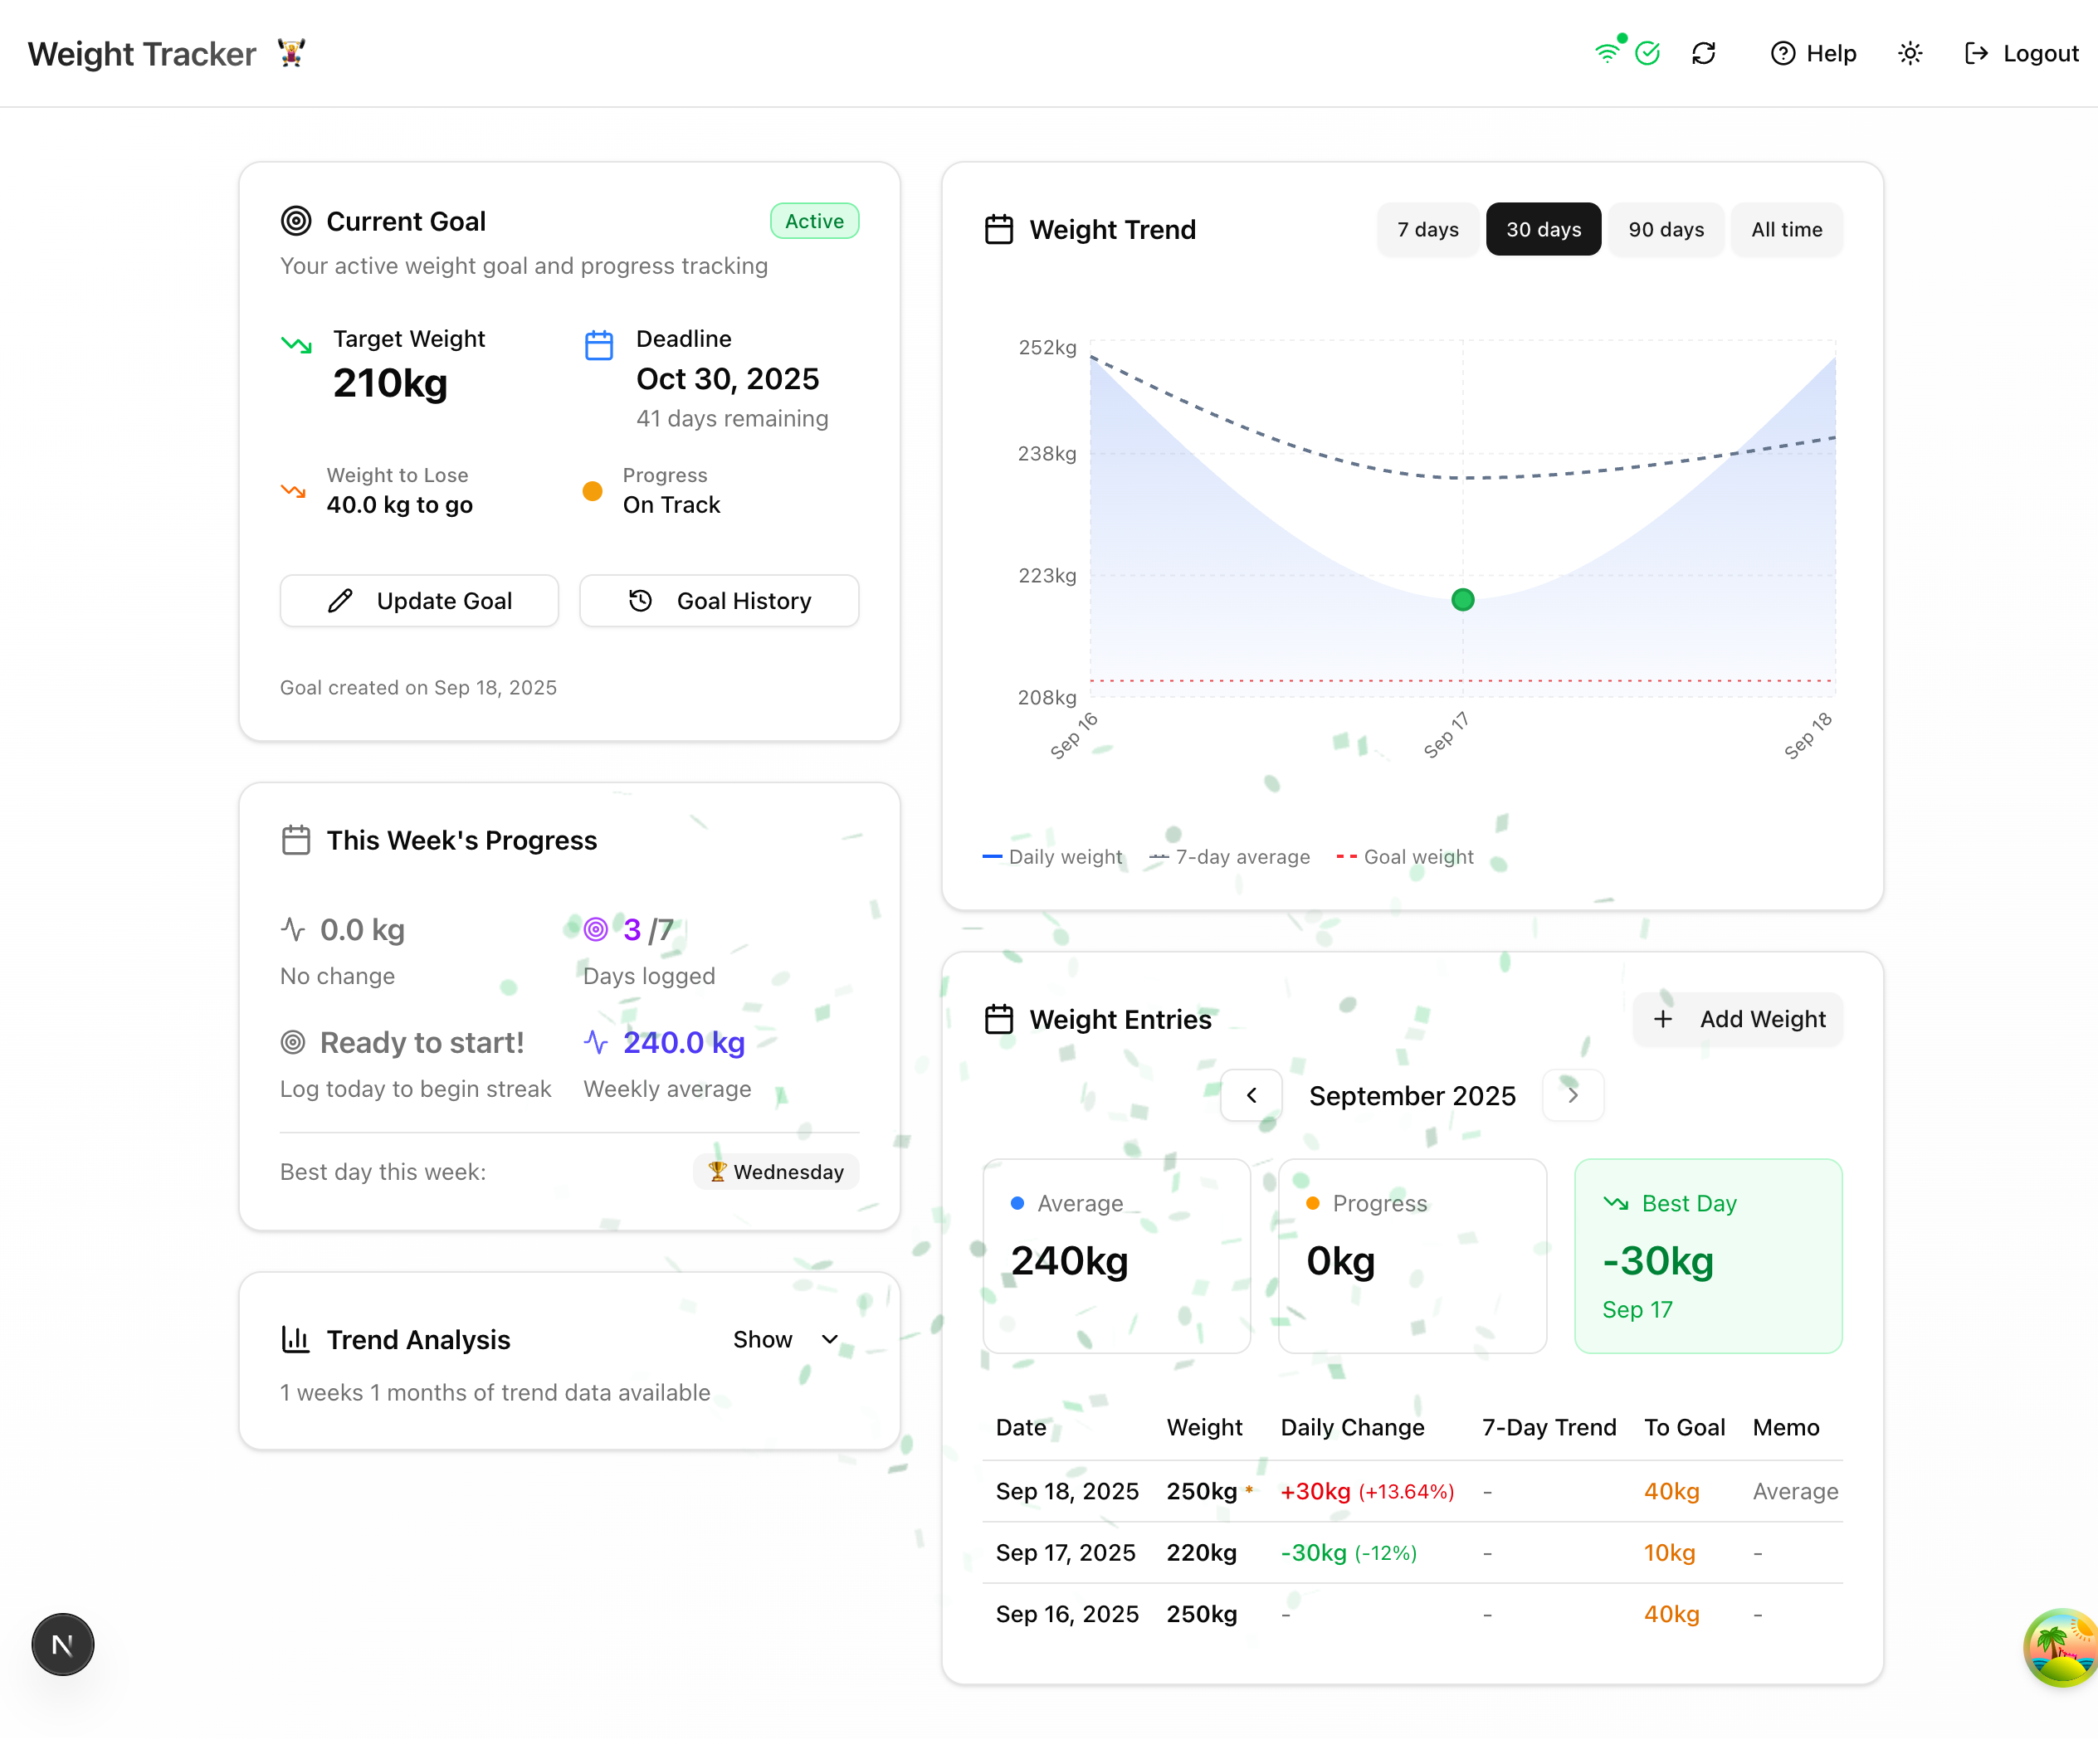 Weight Tracker
Help
Logout
Current Goal
Active
Your active weight goal and progress tracking
Target Weight
210kg
Deadline
Oct 30, 2025
41 days remaining
Weight to Lose
40.0 kg to go
Progress
On Track
Update Goal
Goal History
Goal created on Sep 18, 2025
This Week's Progress
0.0 kg
No change
3 /7
Days logged
Ready to start!
Log today to begin streak
240.0 kg
Weekly average
Best day this week:
🏆 Wednesday
Trend Analysis
Show
1 weeks 1 months of trend data available
N
Weight Trend
7 days
30 days
90 days
All time
252kg
238kg
223kg
208kg
Sep 16
Sep 17
Sep 18
Daily weight
7-day average
Goal weight
Weight Entries
+ Add Weight
September 2025
Average
240kg
Progress
0kg
Best Day
-30kg
Sep 17
Date Weight Daily Change 7-Day Trend To Goal Memo
Sep 18, 2025 250kg * +30kg (+13.64%) - 40kg Average
Sep 17, 2025 220kg -30kg (-12%) - 10kg -
Sep 16, 2025 250kg - - 40kg -